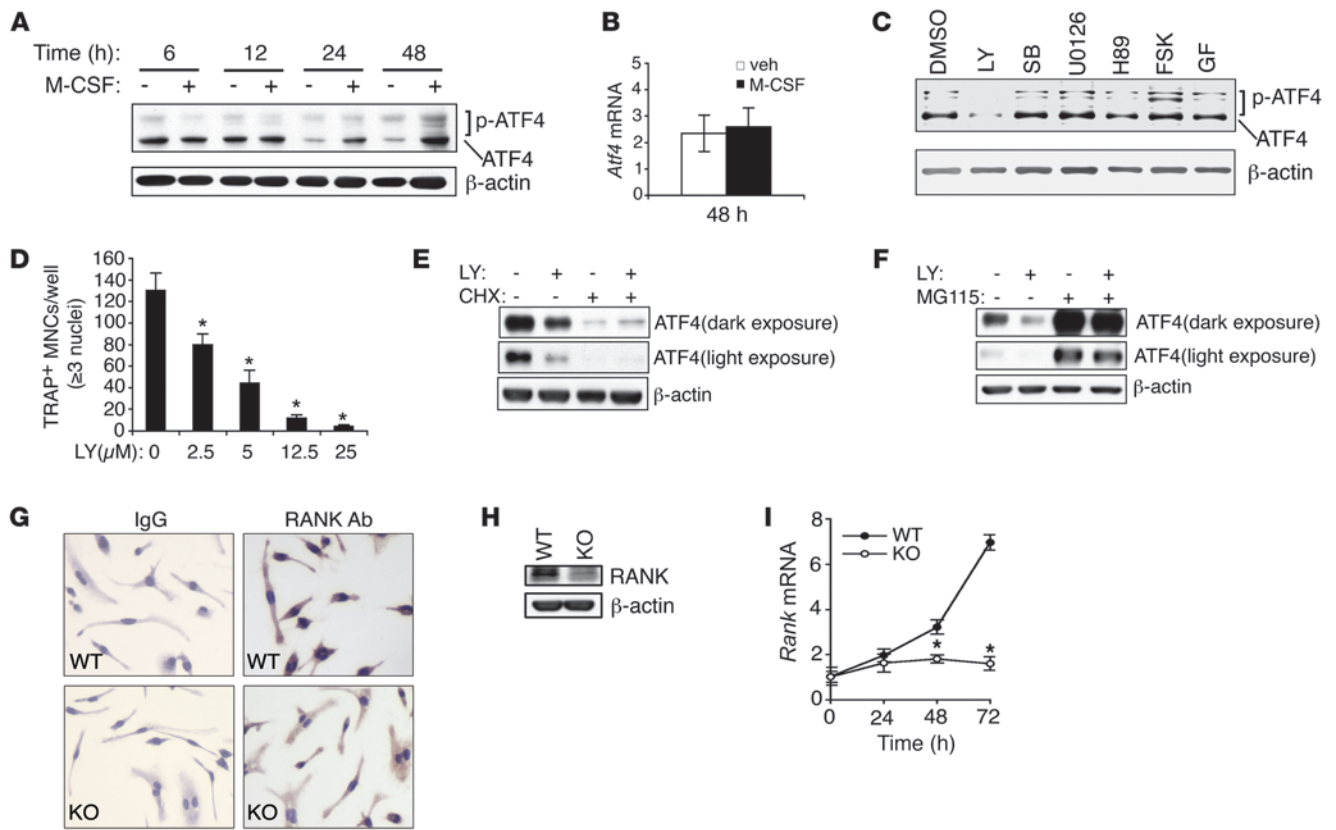 A
Time (h): 6 12 24 48
M-CSF: - + - + - + - +
p-ATF4
ATF4
β-actin
B
veh
M-CSF
Atf4 mRNA
5
4
3
2
1
0
48 h
C
DMSO LY SB U0126 H89 FSK GF
p-ATF4
ATF4
β-actin
D
TRAP+ MNCs/well
(≥3 nuclei)
160
140
120
100
80
60
40
20
0
* * * *
LY(μM): 0 2.5 5 12.5 25
E
LY: - + - +
CHX: - - + +
ATF4(dark exposure)
ATF4(light exposure)
β-actin
F
LY: - + - +
MG115: - - + +
ATF4(dark exposure)
ATF4(light exposure)
β-actin
G
IgG RANK Ab
WT WT
KO KO
H
WT KO
RANK
β-actin
I
WT
KO
Rank mRNA
8
6
4
2
0
* *
0 24 48 72
Time (h)